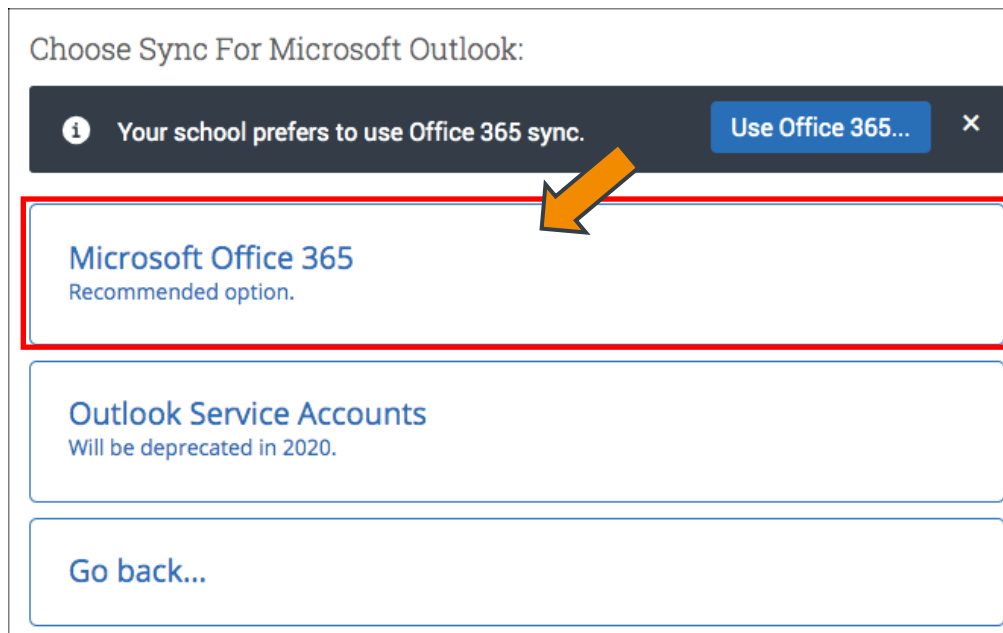 Choose Sync For Microsoft Outlook:
Your school prefers to use Office 365 sync.
Use Office 365...
Microsoft Office 365
Recommended option.
Outlook Service Accounts
Will be deprecated in 2020.
Go back...